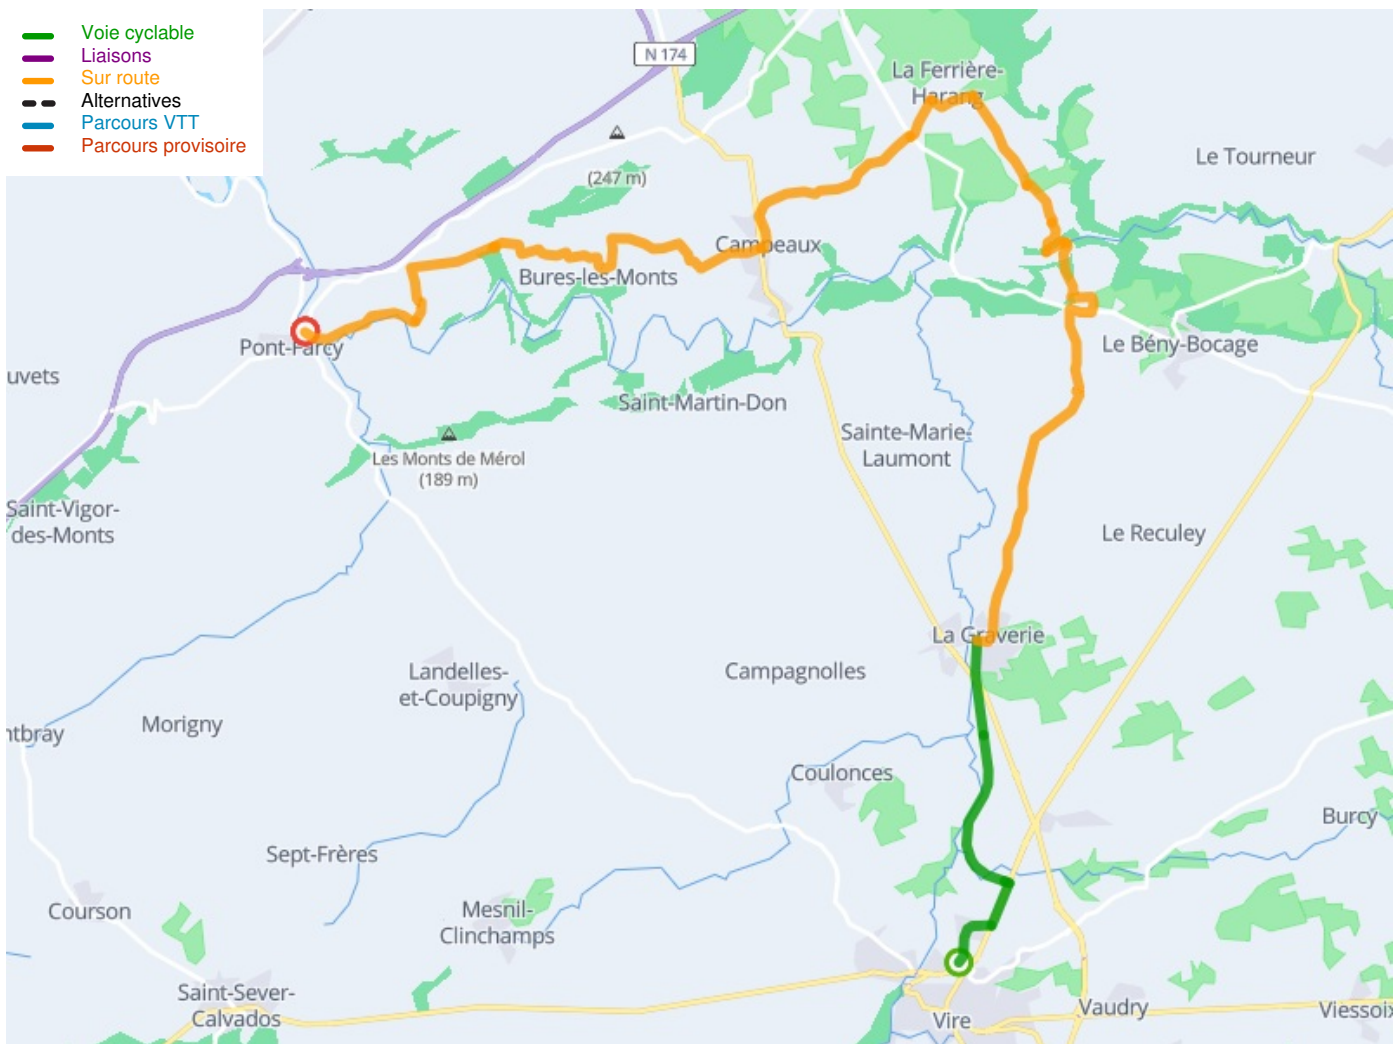 Voie cyclable
Liaisons
Sur route
Alternatives
Parcours VTT
Parcours provisoire
N 174
La Ferrière-
Harang
Le Tourneur
(247 m)
Campeaux
Bures-les-Monts
Pont-Farcy
Le Bény-Bocage
uvets
Saint-Martin-Don
Sainte-Marie-
Laumont
Les Monts de Mérol
(189 m)
Saint-Vigor-
des-Monts
Le Reculey
La Graverie
Landelles-
et-Coupigny
Campagnolles
Morigny
ntbray
Coulonces
Burcy
Sept-Frères
Courson
Mesnil-
Clinchamps
Saint-Sever-
Calvados
Vire
Vaudry
Viessoix